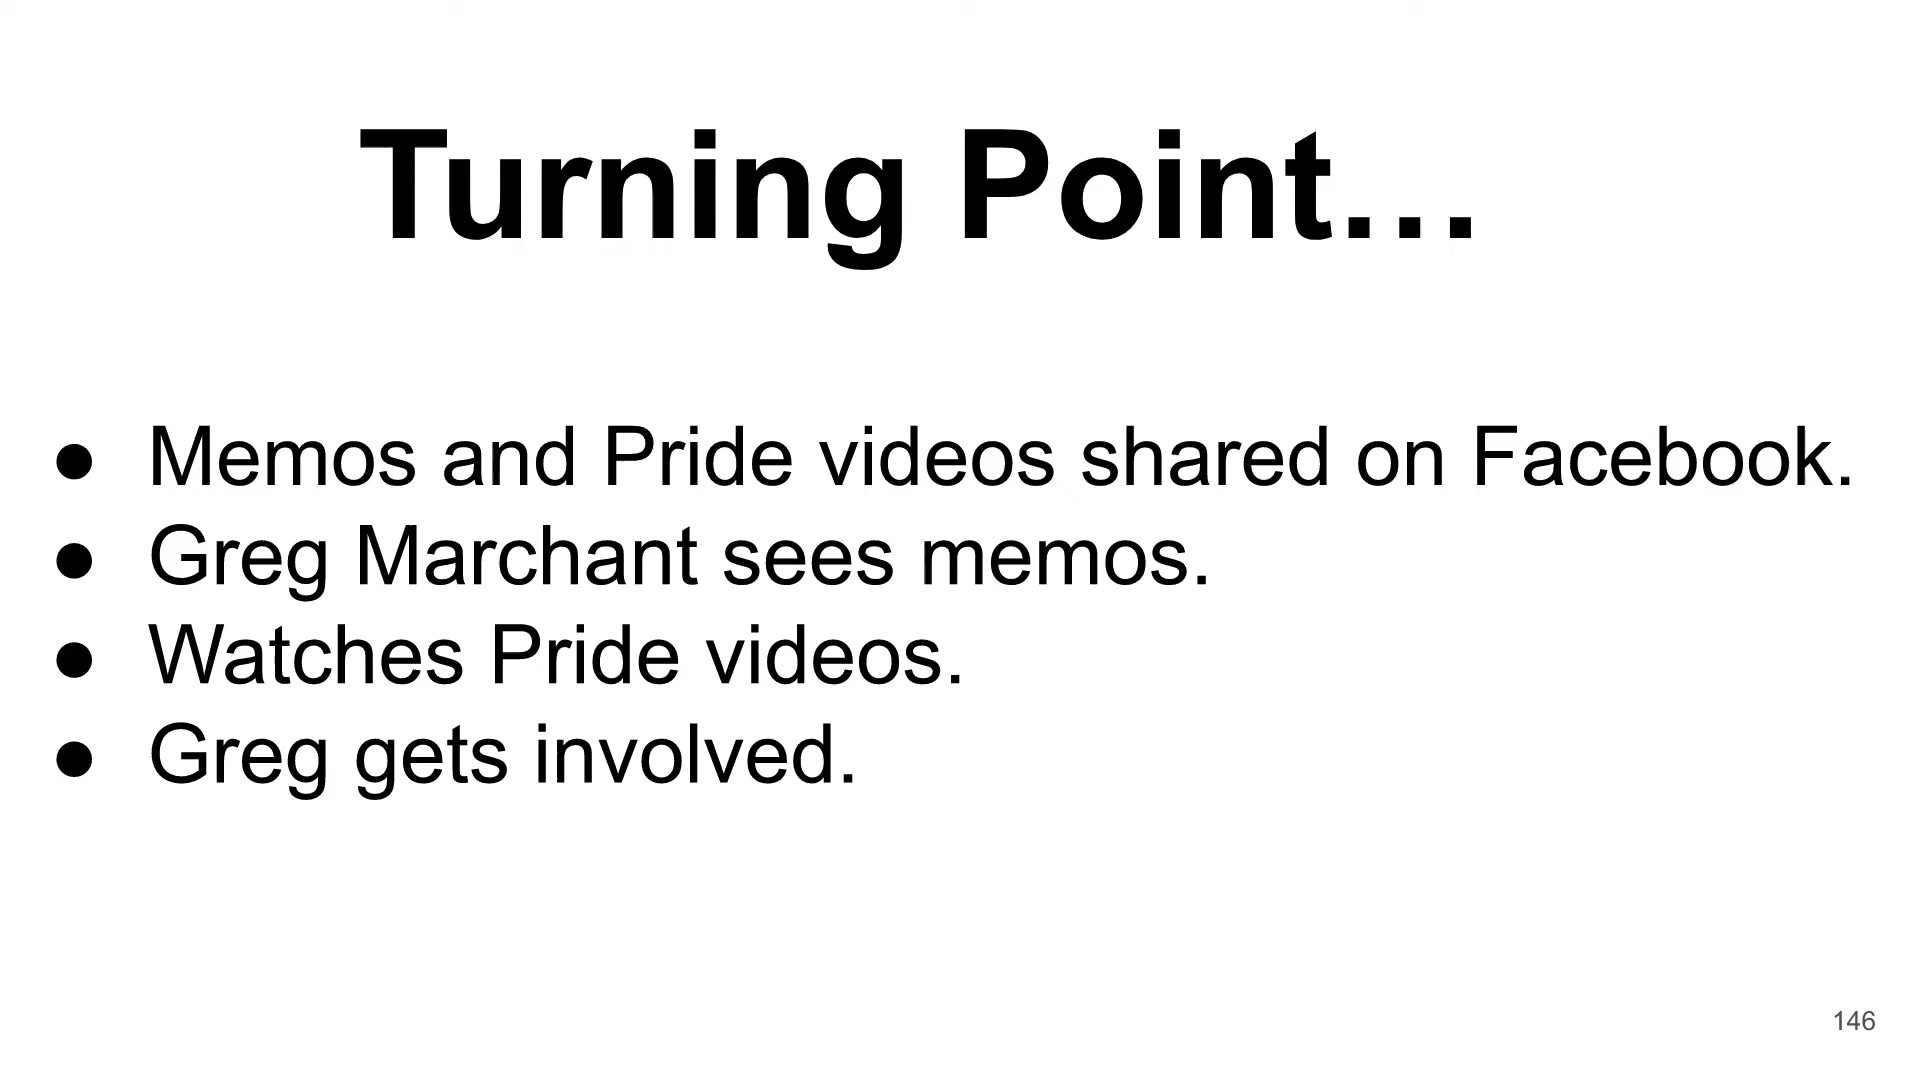 Turning Point…
● Memos and Pride videos shared on Facebook.
● Greg Marchant sees memos.
● Watches Pride videos.
● Greg gets involved.
146